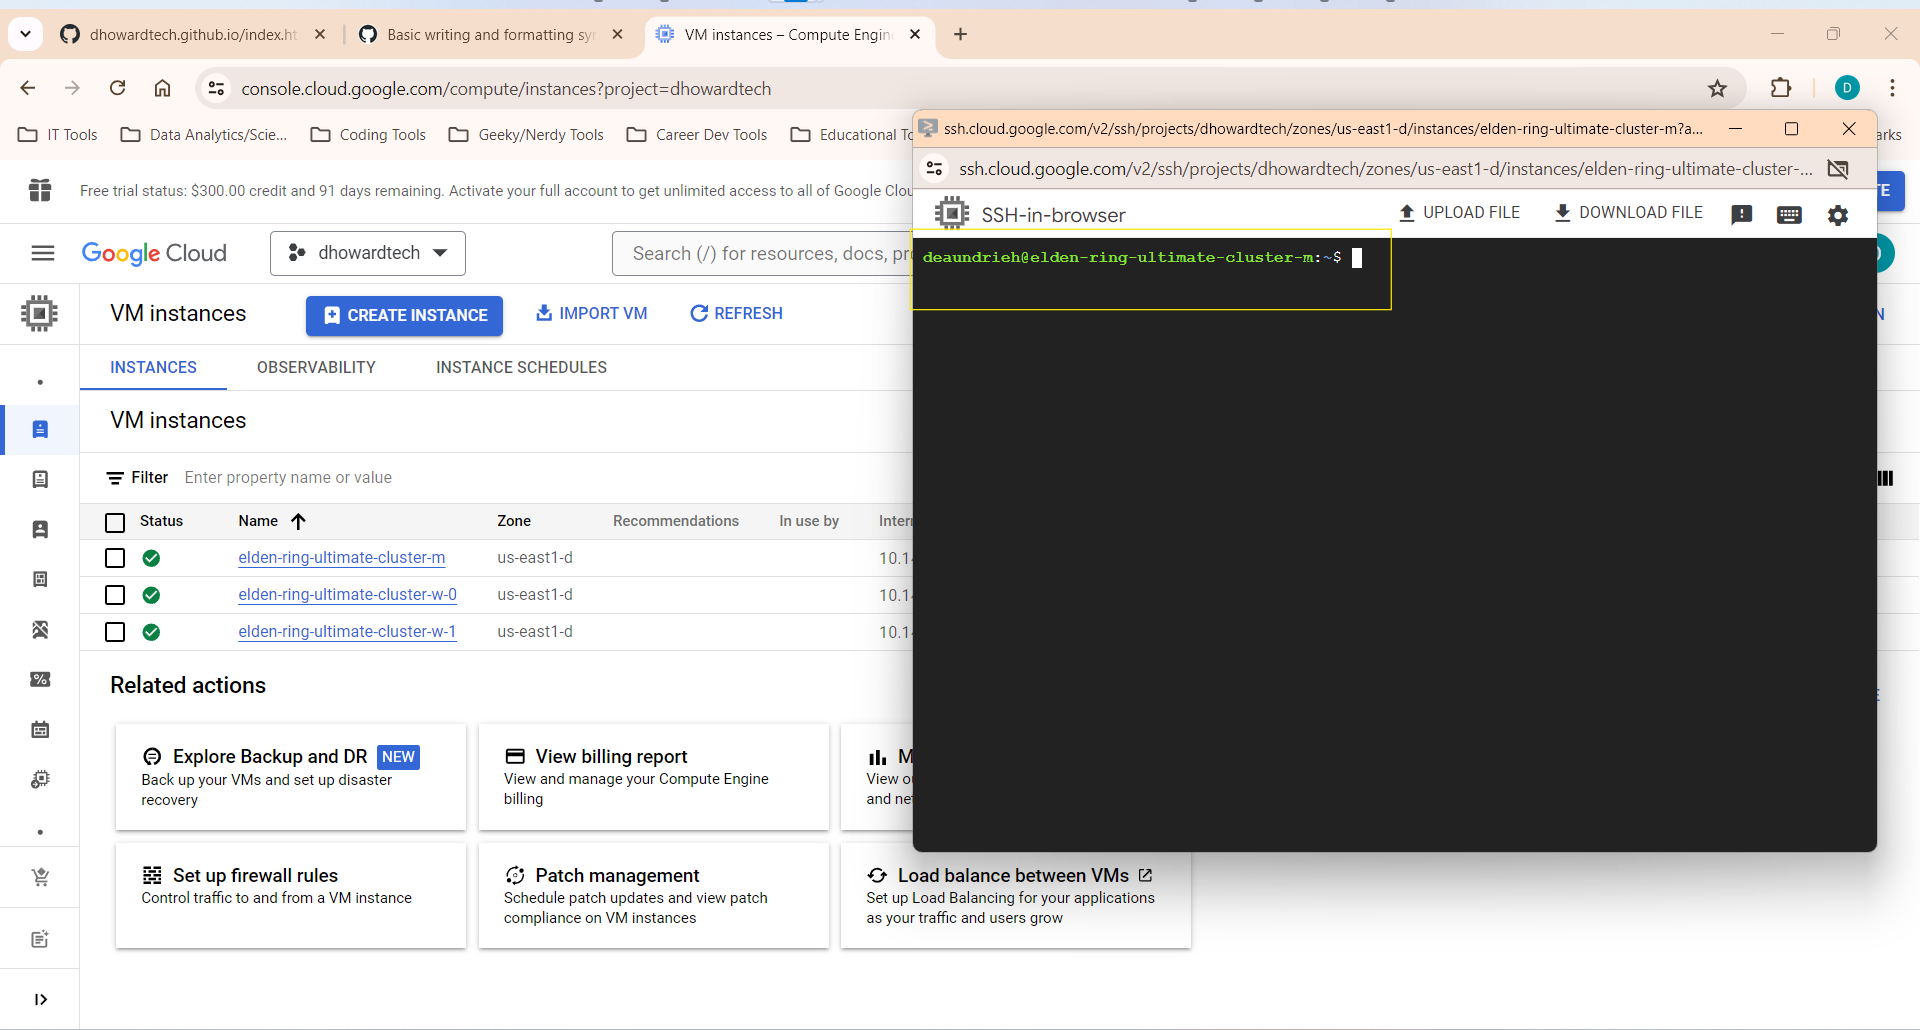 dhowardtech.github.io/index.ht
Basic writing and formatting syn
VM instances – Compute Engine
console.cloud.google.com/compute/instances?project=dhowardtech
IT Tools
Data Analytics/Scie...
Coding Tools
Geeky/Nerdy Tools
Career Dev Tools
Educational To
arks
Free trial status: $300.00 credit and 91 days remaining. Activate your full account to get unlimited access to all of Google Clou
TE
Google Cloud
dhowardtech
Search (/) for resources, docs, pr
VM instances
CREATE INSTANCE
IMPORT VM
REFRESH
N
INSTANCES
OBSERVABILITY
INSTANCE SCHEDULES
VM instances
Filter Enter property name or value
Status Name Zone Recommendations In use by Intern
elden-ring-ultimate-cluster-m us-east1-d 10.14
elden-ring-ultimate-cluster-w-0 us-east1-d 10.14
elden-ring-ultimate-cluster-w-1 us-east1-d 10.14
Related actions
Explore Backup and DR NEW
Back up your VMs and set up disaster
recovery
View billing report
View and manage your Compute Engine
billing
M
View ou
and net
Set up firewall rules
Control traffic to and from a VM instance
Patch management
Schedule patch updates and view patch
compliance on VM instances
Load balance between VMs
Set up Load Balancing for your applications
as your traffic and users grow
ssh.cloud.google.com/v2/ssh/projects/dhowardtech/zones/us-east1-d/instances/elden-ring-ultimate-cluster-m?a...
ssh.cloud.google.com/v2/ssh/projects/dhowardtech/zones/us-east1-d/instances/elden-ring-ultimate-cluster-...
SSH-in-browser
UPLOAD FILE
DOWNLOAD FILE
deaundrieh@elden-ring-ultimate-cluster-m:~$
D